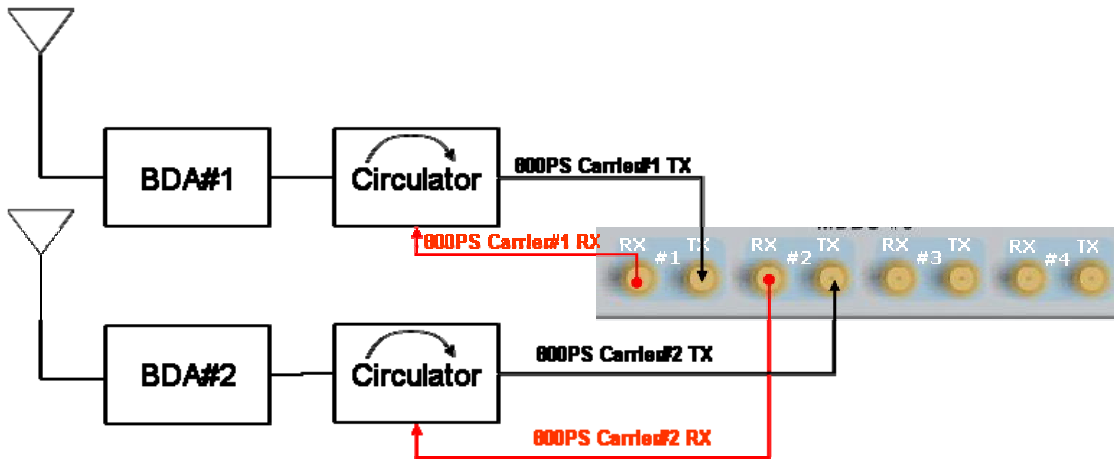 BDA#1
Circulator
800PS Carrier#1 TX
800PS Carrier#1 RX
RX TX RX TX RX TX RX TX
#1 #2 #3 #4
BDA#2
Circulator
800PS Carrier#2 TX
800PS Carrier#2 RX